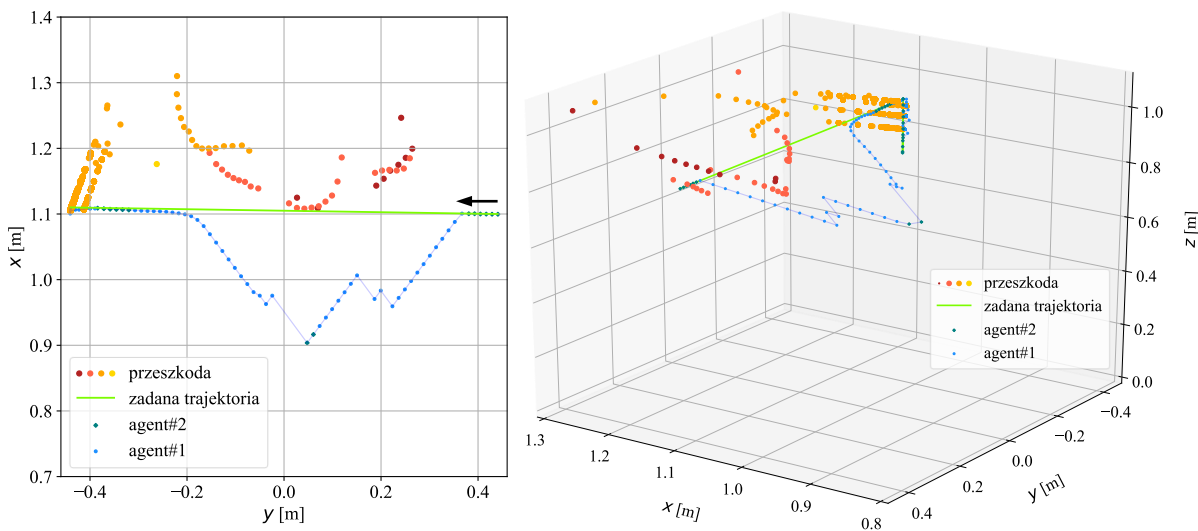 1.4
1.3
1.2
1.1
1.0
0.9
0.8
0.7
x [m]
−0.4
−0.2
0.0
0.2
0.4
y [m]
przeszkoda
zadana trajektoria
agent#2
agent#1
1.0
0.8
0.6
0.4
0.2
0.0
z [m]
przeszkoda
zadana trajektoria
agent#2
agent#1
1.3
1.2
1.1
1.0
0.9
0.8
x [m]
−0.4
−0.2
0.0
0.2
0.4
y [m]